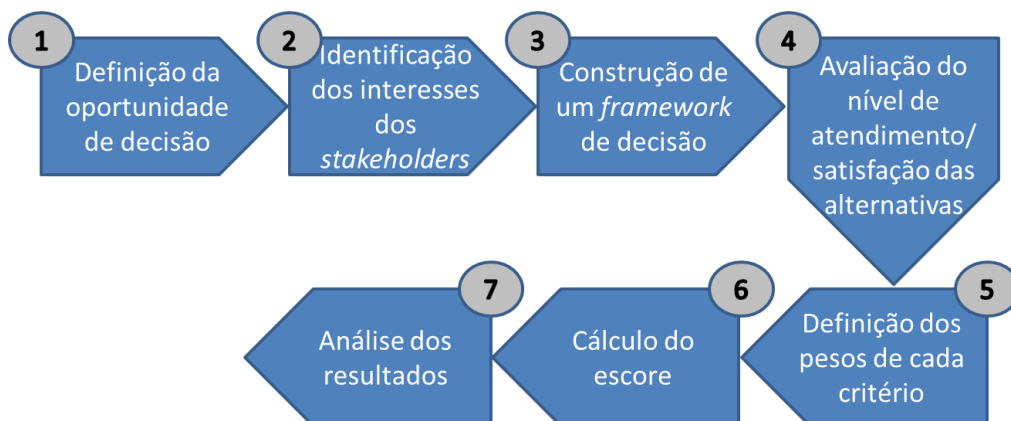 1
Definição da
oportunidade
de decisão
2
Identificação
dos interesses
dos
stakeholders
3
Construção de
um framework
de decisão
4
Avaliação do
nível de
atendimento/
satisfação das
alternativas
5
Definição dos
pesos de cada
critério
6
Cálculo do
escore
7
Análise dos
resultados